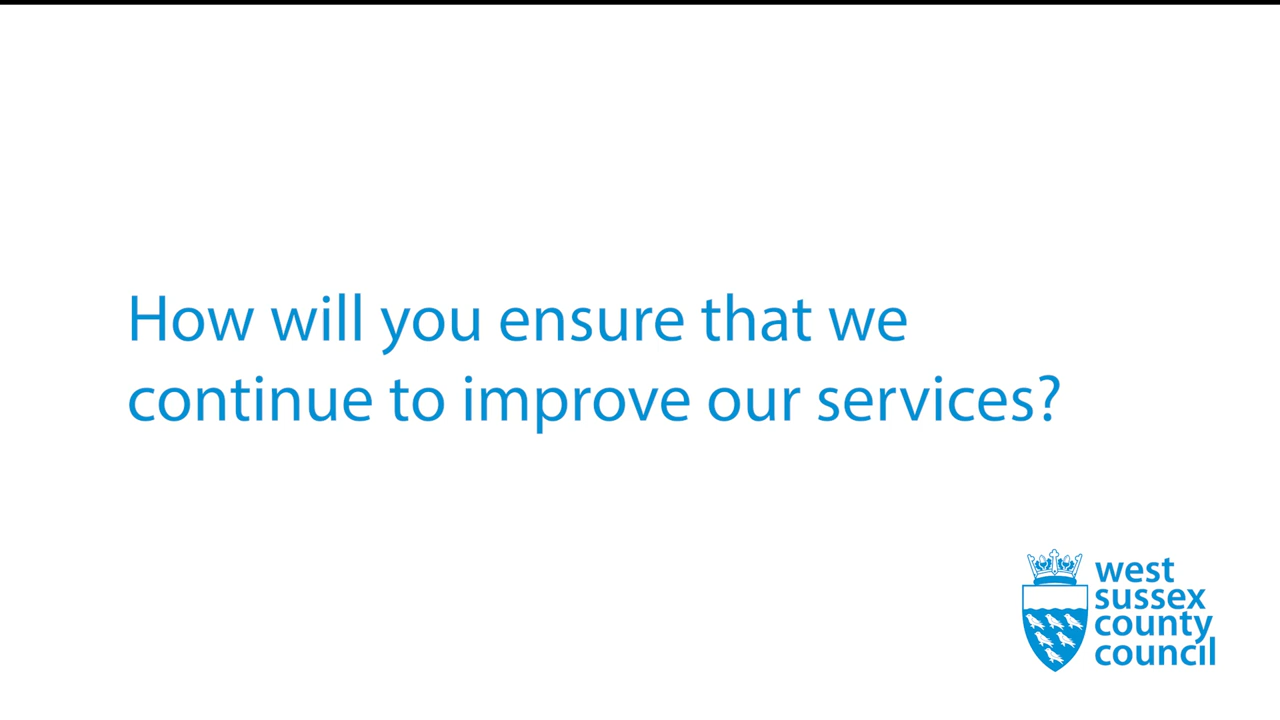 How will you ensure that we
continue to improve our services?
west
sussex
county
council